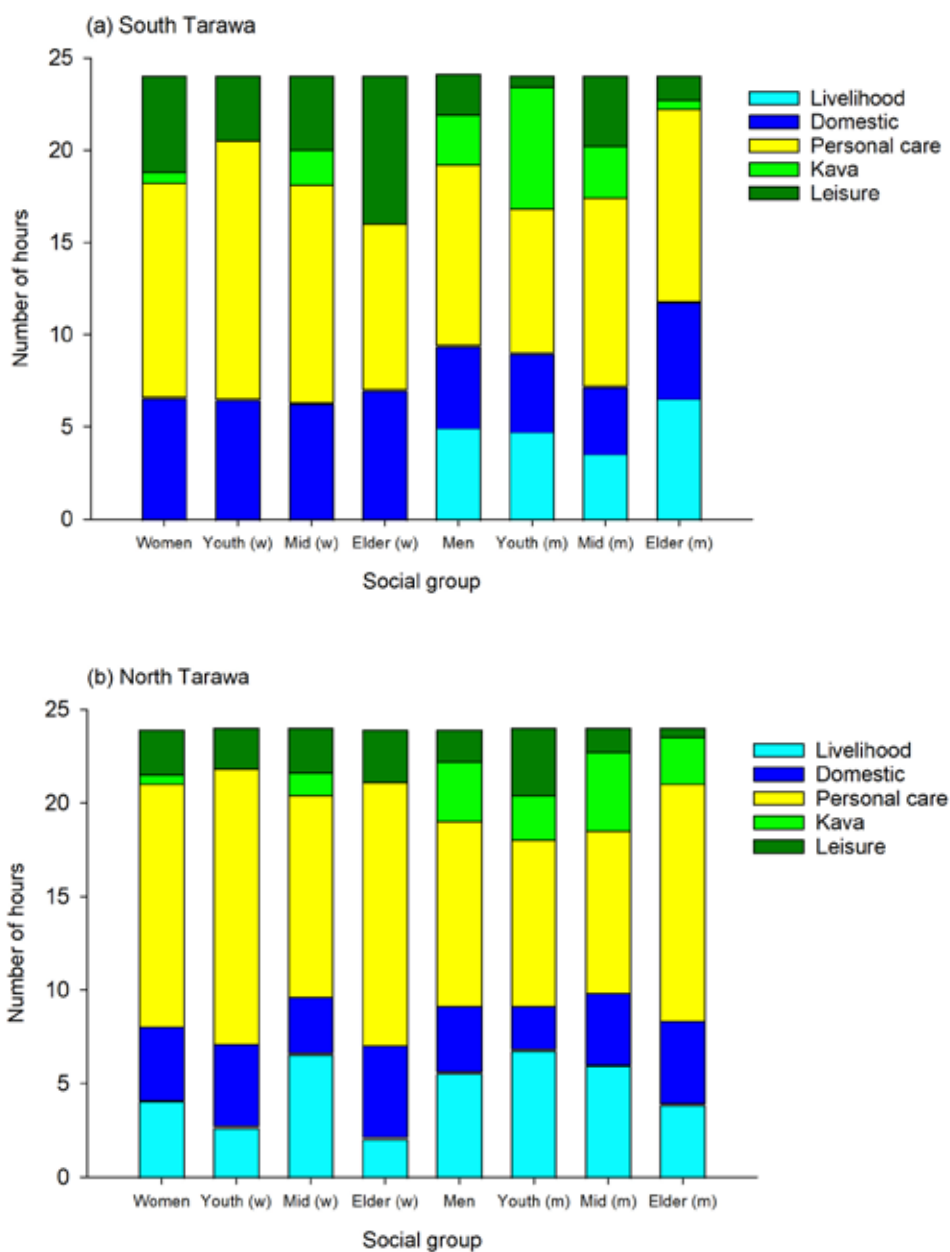 (a) South Tarawa
25
20
15
10
5
0
Number of hours
Women Youth (w) Mid (w) Elder (w) Men Youth (m) Mid (m) Elder (m)
Social group
Livelihood
Domestic
Personal care
Kava
Leisure
(b) North Tarawa
25
20
15
10
5
0
Number of hours
Women Youth (w) Mid (w) Elder (w) Men Youth (m) Mid (m) Elder (m)
Social group
Livelihood
Domestic
Personal care
Kava
Leisure